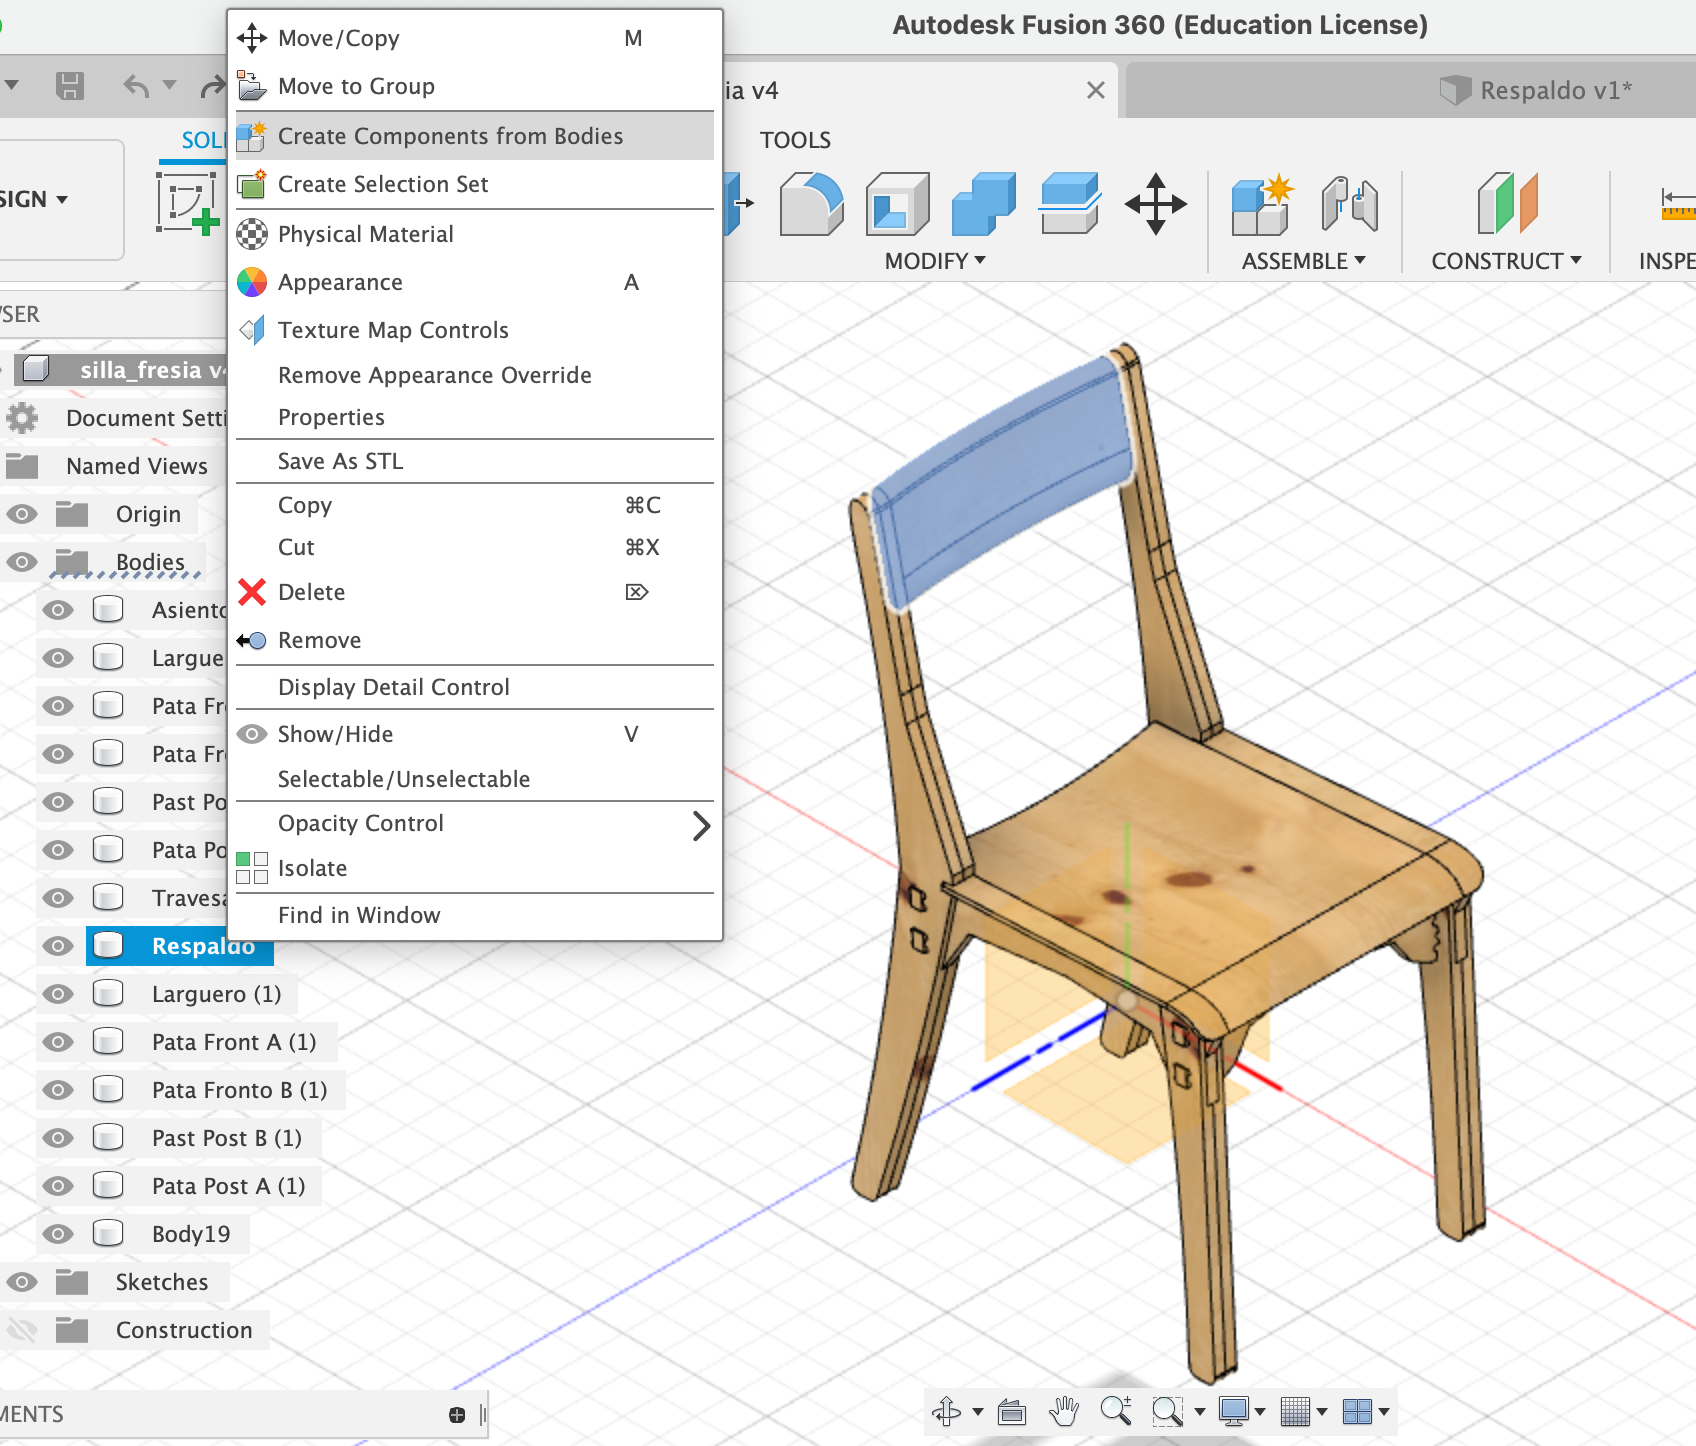 Autodesk Fusion 360 (Education License)
ia v4
Respaldo v1*
SOL
TOOLS
SIGN
MODIFY
ASSEMBLE
CONSTRUCT
INSPE
Move/Copy M
Move to Group
Create Components from Bodies
Create Selection Set
Physical Material
Appearance A
Texture Map Controls
Remove Appearance Override
Properties
Save As STL
Copy ⌘C
Cut ⌘X
Delete ⌦
Remove
Display Detail Control
Show/Hide V
Selectable/Unselectable
Opacity Control
Isolate
Find in Window
SER
silla_fresia v4
Document Setti
Named Views
Origin
Bodies
Asiento
Largue
Pata Fr
Pata Fr
Past Po
Pata Po
Travesa
Respaldo
Larguero (1)
Pata Front A (1)
Pata Fronto B (1)
Past Post B (1)
Pata Post A (1)
Body19
Sketches
Construction
MENTS